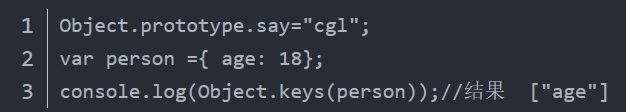 1 Object.prototype.say="cgl";
2 var person ={ age: 18};
3 console.log(Object.keys(person));//结果 ["age"]